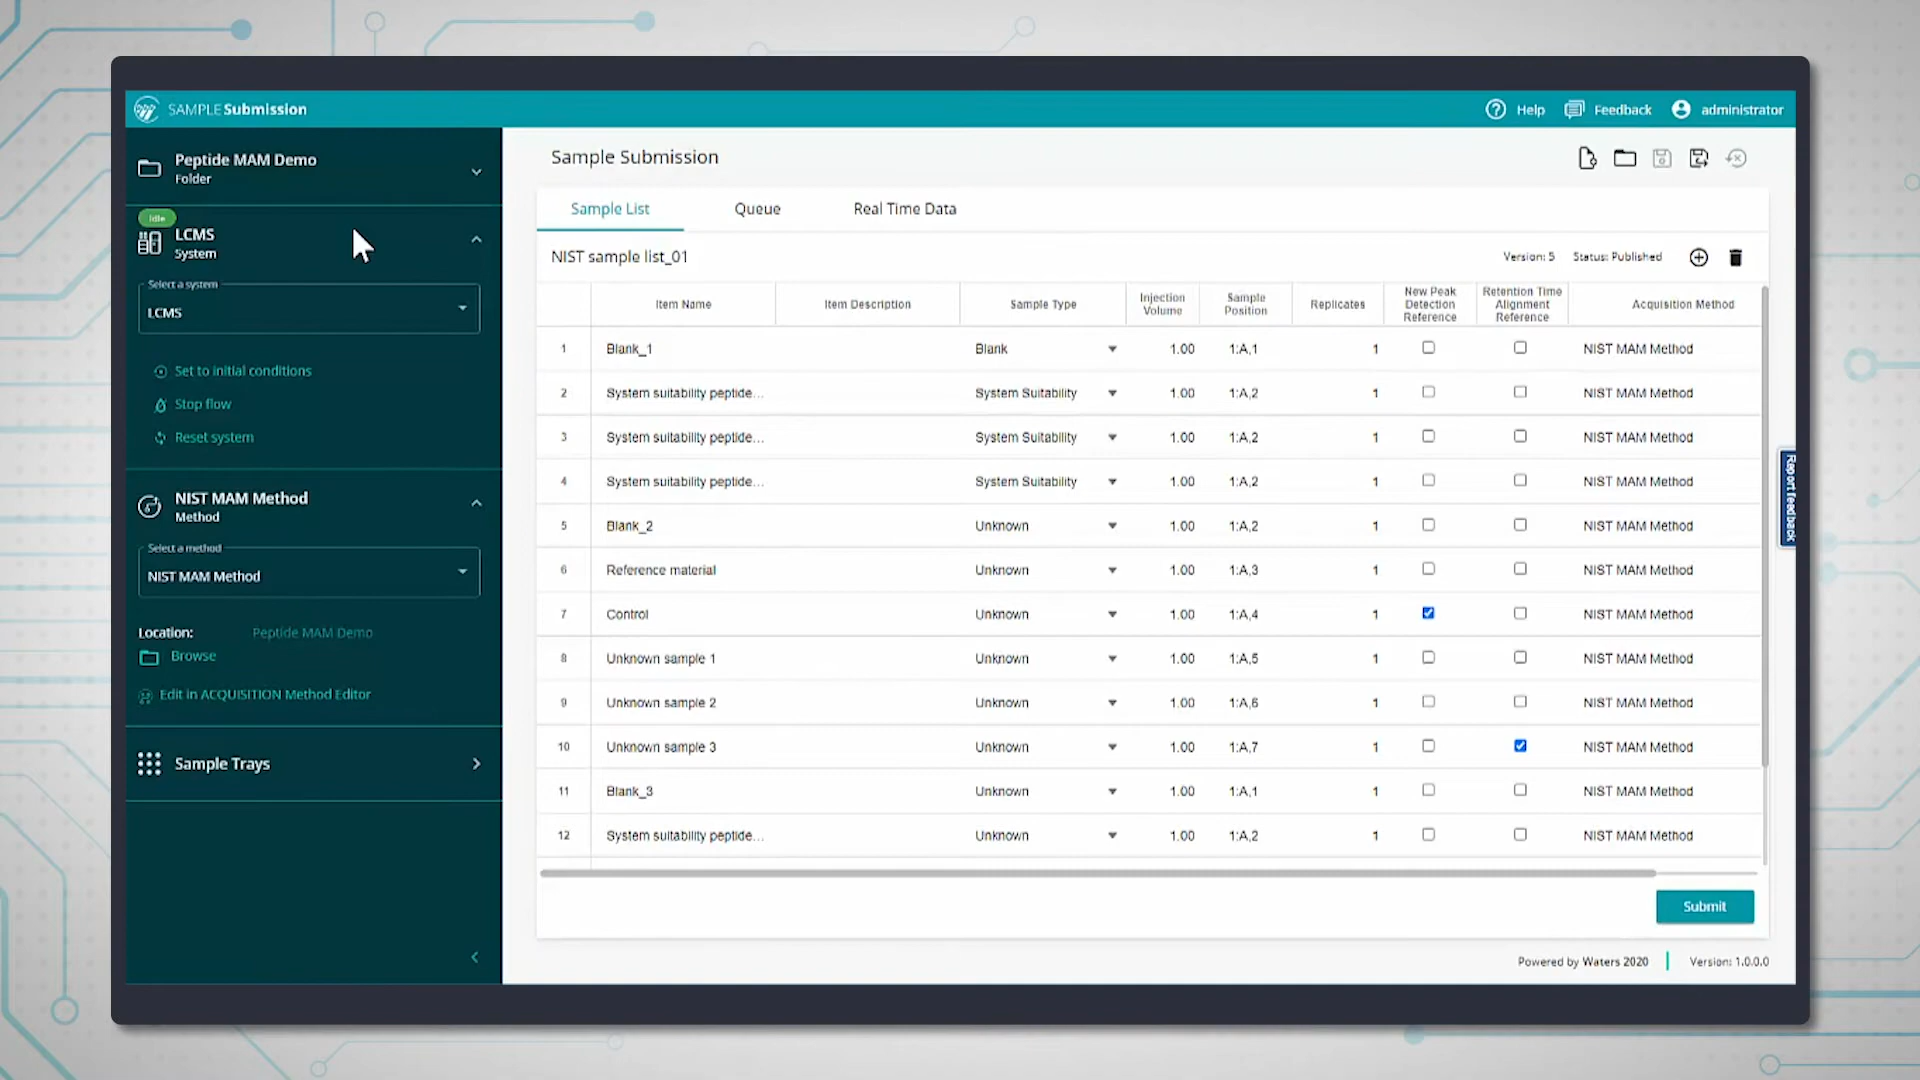 SAMPLE Submission
Help
Feedback
administrator
Peptide MAM Demo
Folder
Idle
LCMS
System
Select a system
LCMS
Set to initial conditions
Stop flow
Reset system
NIST MAM Method
Method
Select a method
NIST MAM Method
Location: Peptide MAM Demo
Browse
Edit in ACQUISITION Method Editor
Sample Trays
Sample Submission
Sample List Queue Real Time Data
NIST sample list_01 Version: 5 Status: Published
Item Name Item Description Sample Type Injection Volume Sample Position Replicates New Peak Detection Reference Retention Time Alignment Reference Acquisition Method
1 Blank_1 Blank 1.00 1:A,1 1 NIST MAM Method
2 System suitability peptide... System Suitability 1.00 1:A,2 1 NIST MAM Method
3 System suitability peptide... System Suitability 1.00 1:A,2 1 NIST MAM Method
4 System suitability peptide... System Suitability 1.00 1:A,2 1 NIST MAM Method
5 Blank_2 Unknown 1.00 1:A,2 1 NIST MAM Method
6 Reference material Unknown 1.00 1:A,3 1 NIST MAM Method
7 Control Unknown 1.00 1:A,4 1 NIST MAM Method
8 Unknown sample 1 Unknown 1.00 1:A,5 1 NIST MAM Method
9 Unknown sample 2 Unknown 1.00 1:A,6 1 NIST MAM Method
10 Unknown sample 3 Unknown 1.00 1:A,7 1 NIST MAM Method
11 Blank_3 Unknown 1.00 1:A,1 1 NIST MAM Method
12 System suitability peptide... Unknown 1.00 1:A,2 1 NIST MAM Method
Submit
Powered by Waters 2020 Version: 1.0.0.0
Report feedback